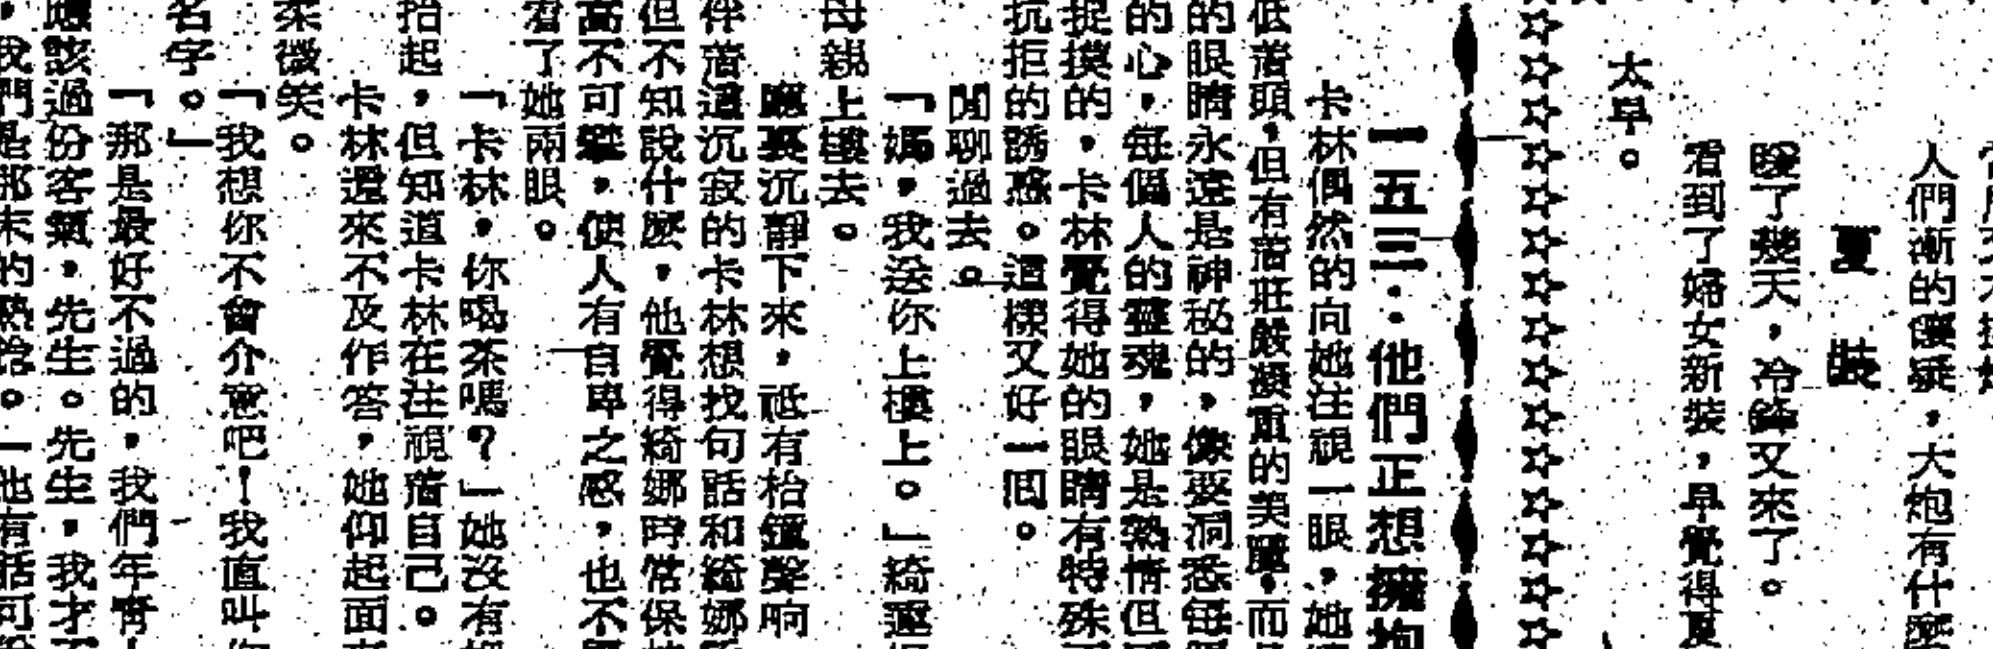 人們漸的懷疑，大炮有什麼
夏裝
暖了幾天，冷鋒又來了。
看到了婦女新裝，早覺得夏
太早。
一五三：他們正想擁抱
卡林偶然的向她注視一眼，她
低着頭，但有着莊嚴凝重的美麗，而
的眼睛永遠是神秘的，像要洞悉每
的心，每個人的靈魂，她是熱情但
捉摸的，卡林覺得她的眼睛有特殊
抗拒的誘惑。這樣又好一回。
閒聊過去。
「媽，我送你上樓上。」綺
母親上樓去。
廳裏沉靜下來，祗有枱鐘聲响
伴着這沉寂的卡林想找句話和綺娜
但不知說什麽，他覺得綺娜時常保
高不可攀，使人有自卑之感，也不
看了她兩眼。
「卡林，你喝茶嗎？」她沒有
抬起，但知道卡林在注視着自己。
卡林還來不及作答，她仰起面
柔微笑。
「我想你不會介意吧！我直叫你
名字。」
「那是最好不過的，我們年青
應該過份客氣，先生。先生，我才
，我們是那末的熟